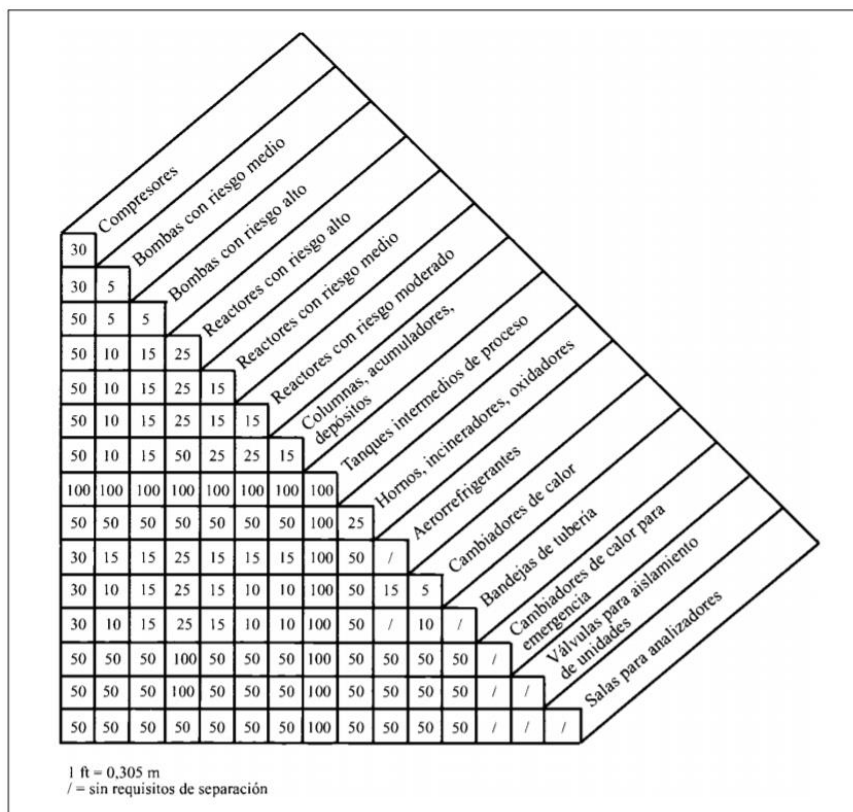 Compresores
30
Bombas con riesgo medio
30 5
Bombas con riesgo alto
50 5 5
Reactores con riesgo alto
50 10 15 25
Reactores con riesgo medio
50 10 15 25 15
Reactores con riesgo moderado
50 10 15 25 15 15
Columnas, acumuladores,
depósitos
50 10 15 50 25 25 15
Tanques intermedios de proceso
100 100 100 100 100 100 100 100
Hornos, incineradores, oxidadores
50 50 50 50 50 50 100 25
Aerorrefrigerantes
30 15 15 25 15 15 15 100 50 /
Cambiadores de calor
30 10 15 25 15 10 10 100 50 15 5
Bandejas de tubería
30 10 15 25 15 10 10 100 50 / 10 /
Cambiadores de calor para
emergencia
50 50 50 100 50 50 50 100 50 50 50 50 /
Válvulas para aislamiento
de unidades
50 50 50 100 50 50 50 100 50 50 50 50 / /
Salas para analizadores
50 50 50 50 50 50 50 100 50 50 50 50 / / /
1 ft = 0,305 m
/ = sin requisitos de separación